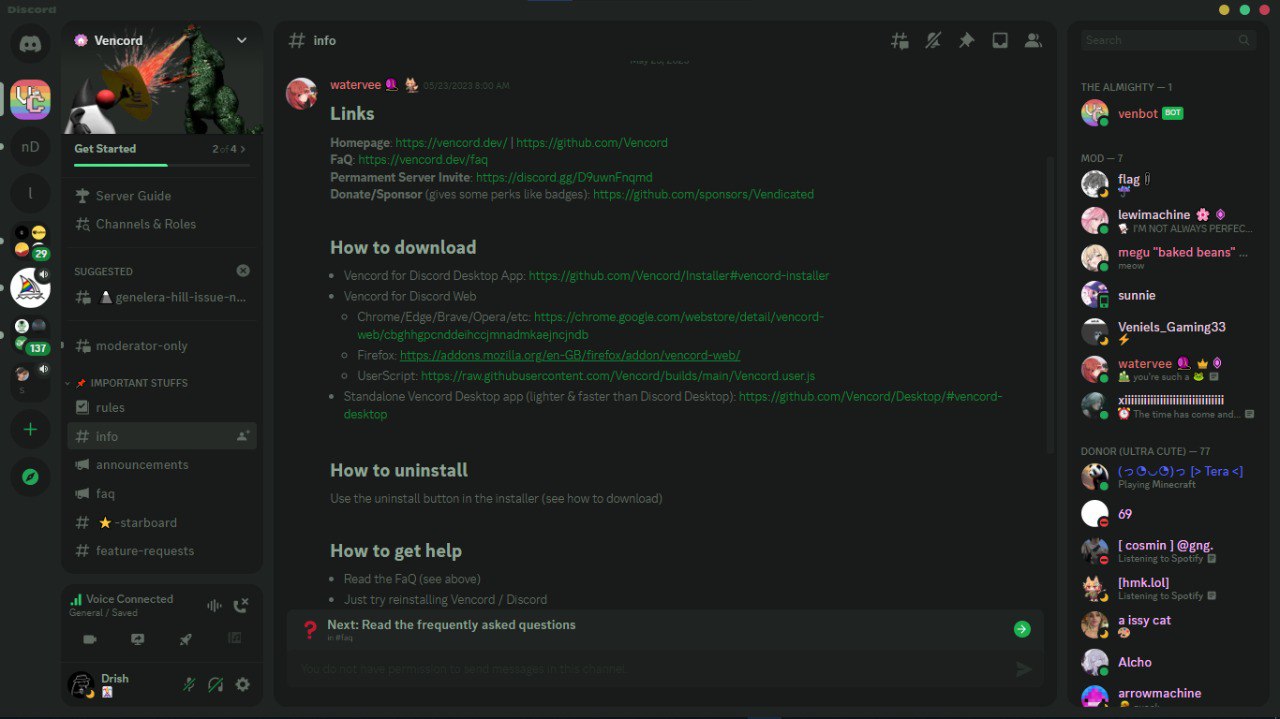 Discord
Vencord
Get Started
2 of 4
Server Guide
Channels & Roles
SUGGESTED
genelera-hill-issue-n...
moderator-only
IMPORTANT STUFFS
rules
info
announcements
faq
-starboard
feature-requests
Voice Connected
General / Saved
Drish
nD
l
29
137
S
info
May 23, 2023
watervee
05/23/2023 8:00 AM
Links
Homepage: https://vencord.dev/ | https://github.com/Vencord
FaQ: https://vencord.dev/faq
Permament Server Invite: https://discord.gg/D9uwnFnqmd
Donate/Sponsor (gives some perks like badges): https://github.com/sponsors/Vendicated
How to download
Vencord for Discord Desktop App: https://github.com/Vencord/Installer#vencord-installer
Vencord for Discord Web
Chrome/Edge/Brave/Opera/etc: https://chrome.google.com/webstore/detail/vencord-
web/cbghhgpcnddeihccjmnadmkaejncjndb
Firefox: https://addons.mozilla.org/en-GB/firefox/addon/vencord-web/
UserScript: https://raw.githubusercontent.com/Vencord/builds/main/Vencord.user.js
Standalone Vencord Desktop app (lighter & faster than Discord Desktop): https://github.com/Vencord/Desktop/#vencord-
desktop
How to uninstall
Use the uninstall button in the installer (see how to download)
How to get help
Read the FaQ (see above)
Just try reinstalling Vencord / Discord
Next: Read the frequently asked questions
in #faq
You do not have permission to send messages in this channel.
Search
THE ALMIGHTY — 1
venbot BOT
MOD — 7
flag
lewimachine
I'M NOT ALWAYS PERFEC...
megu "baked beans" ...
meow
sunnie
Veniels_Gaming33
watervee
you're such a
The time has come and...
DONOR (ULTRA CUTE) — 77
(っ◔◡◔)っ [> Tera <]
Playing Minecraft
69
[ cosmin ] @gng.
Listening to Spotify
[hmk.lol]
Listening to Spotify
a issy cat
Alcho
arrowmachine